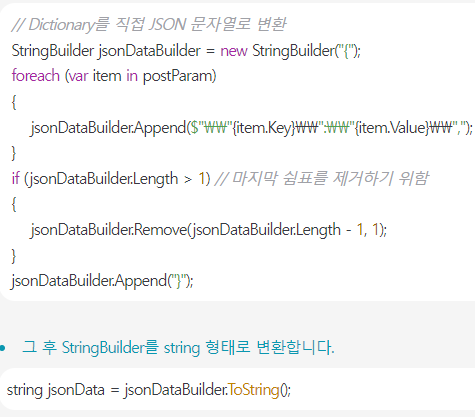 // Dictionary를 직접 JSON 문자열로 변환
StringBuilder jsonDataBuilder = new StringBuilder("{");
foreach (var item in postParam)
{
jsonDataBuilder.Append($"₩₩"{item.Key}₩₩":₩₩"{item.Value}₩₩",");
}
if (jsonDataBuilder.Length > 1) // 마지막 쉼표를 제거하기 위함
{
jsonDataBuilder.Remove(jsonDataBuilder.Length - 1, 1);
}
jsonDataBuilder.Append("}");
• 그 후 StringBuilder를 string 형태로 변환합니다.
string jsonData = jsonDataBuilder.ToString();